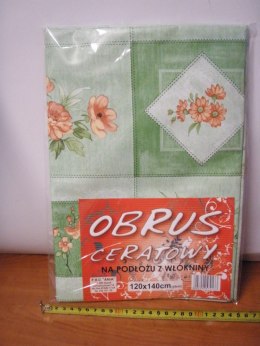 OBRUS
CERATOWY
NA PODŁOŻU Z WŁÓKNINY
120x140cm